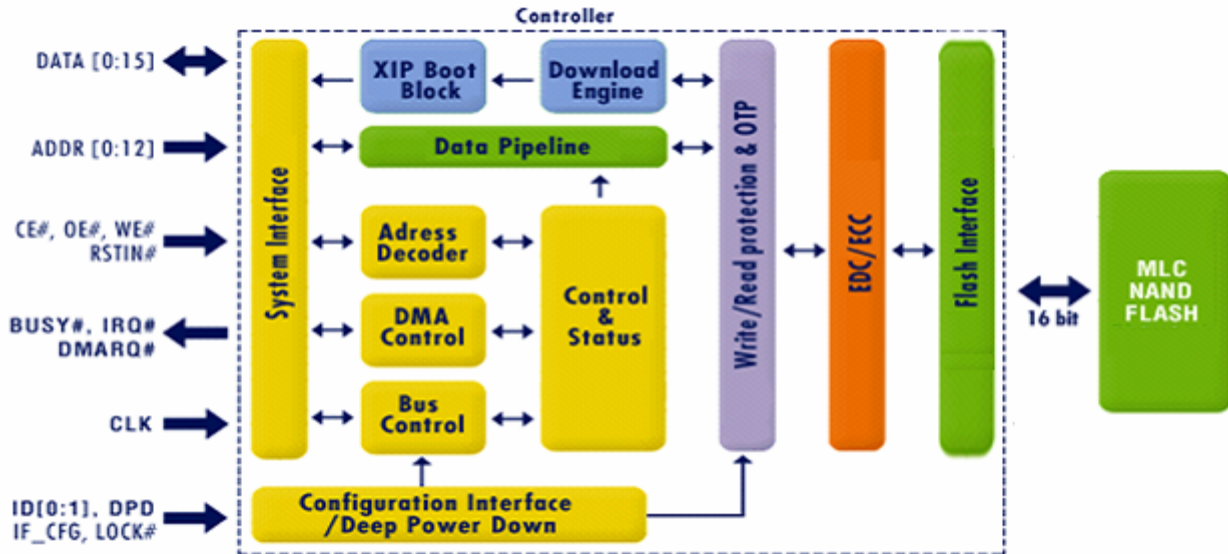 Controller
DATA [0:15]
ADDR [0:12]
CE#, OE#, WE#
RSTIN#
BUSY#, IRQ#
DMARQ#
CLK
ID[0:1], DPD
IF_CFG, LOCK#
System Interface
XIP Boot
Block
Download
Engine
Data Pipeline
Adress
Decoder
DMA
Control
Bus
Control
Control
&
Status
Configuration Interface
/Deep Power Down
Write/Read protection & OTP
EDC/ECC
Flash Interface
16 bit
MLC
NAND
FLASH